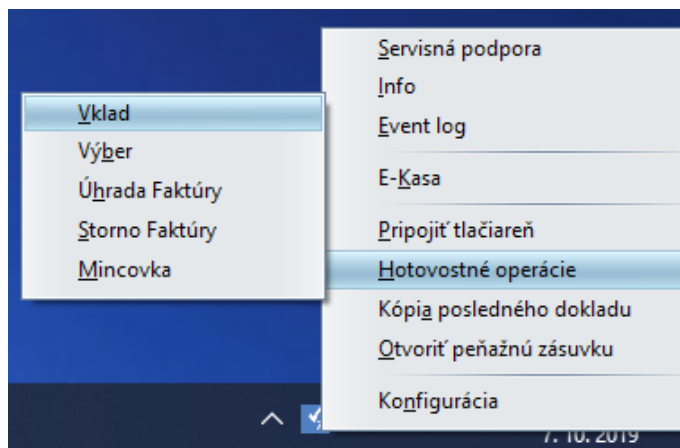 Servisná podpora
Info
Event log
E-Kasa
Pripojiť tlačiareň
Hotovostné operácie
Kópia posledného dokladu
Otvoriť peňažnú zásuvku
Konfigurácia
Vklad
Výber
Úhrada Faktúry
Storno Faktúry
Mincovka
7. 10. 2019